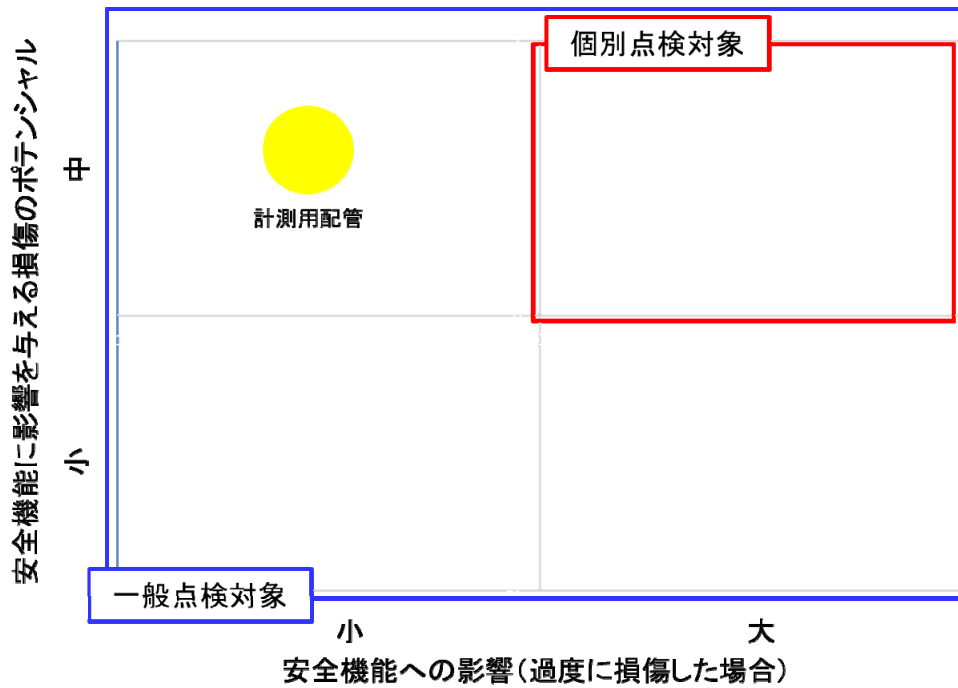 個別点検対象
安全機能に影響を与える損傷のポテンシャル
中
計測用配管
小
一般点検対象
小
大
安全機能への影響(過度に損傷した場合)